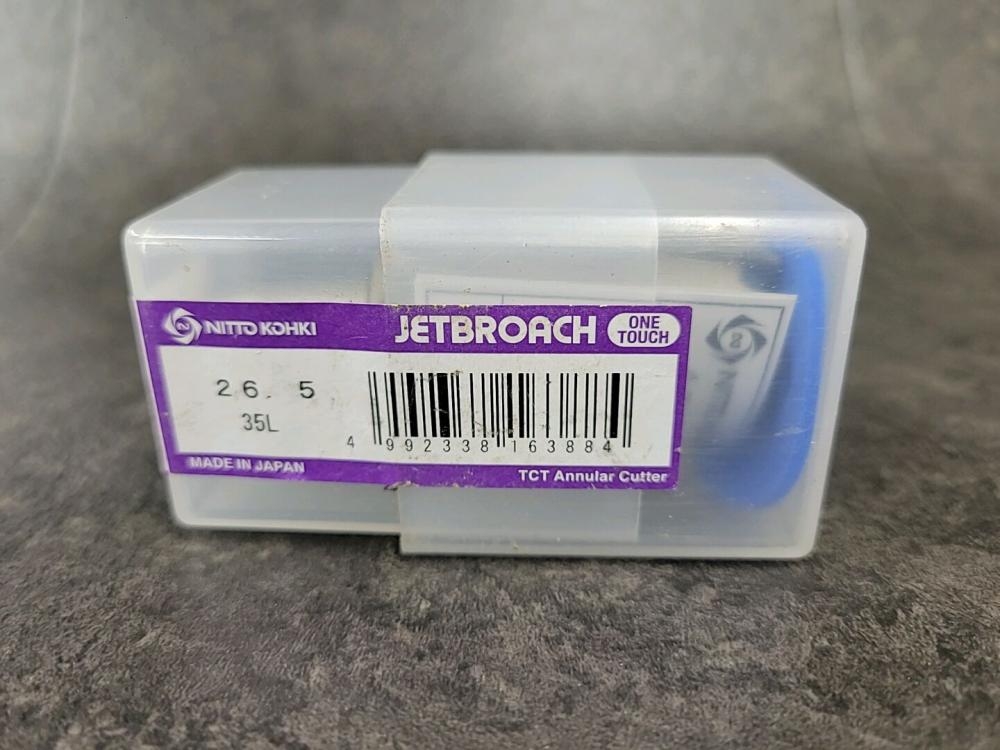 NITTO KOHKI
JETBROACH
ONE
TOUCH
26. 5
35L
4 992338 163884
MADE IN JAPAN
TCT Annular Cutter